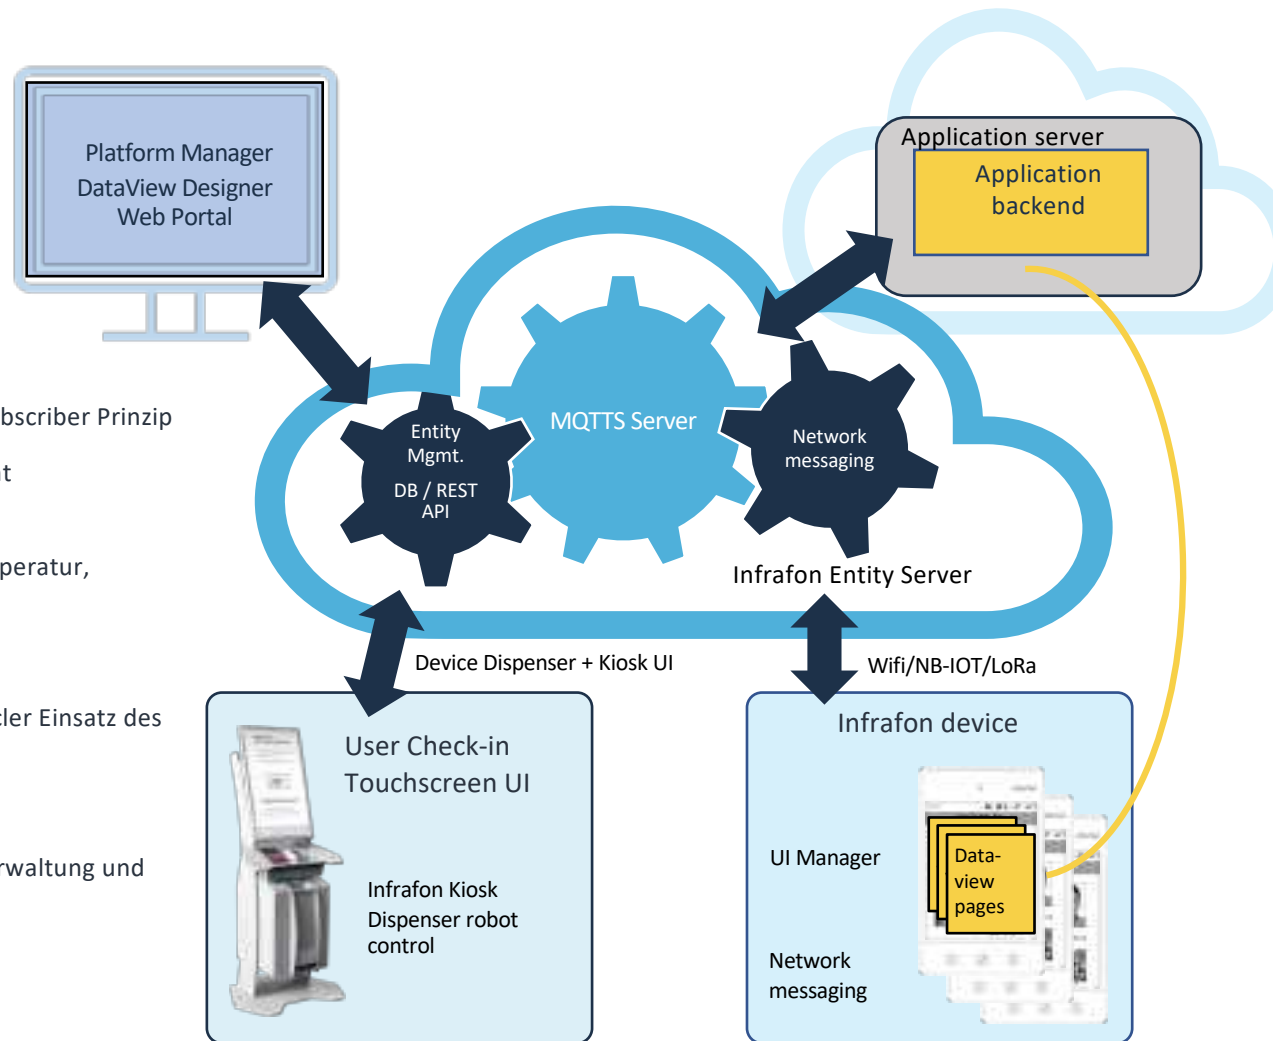 Platform Manager
DataView Designer
Web Portal
Application server
Application
backend
MQTTS Server
Entity
Mgmt.
DB / REST
API
Network
messaging
Infrafon Entity Server
bscriber Prinzip
t
peratur,
cler Einsatz des
rwaltung und
Device Dispenser + Kiosk UI
Wifi/NB-IOT/LoRa
User Check-in
Touchscreen UI
Infrafon Kiosk
Dispenser robot
control
Infrafon device
UI Manager
Data-
view
pages
Network
messaging